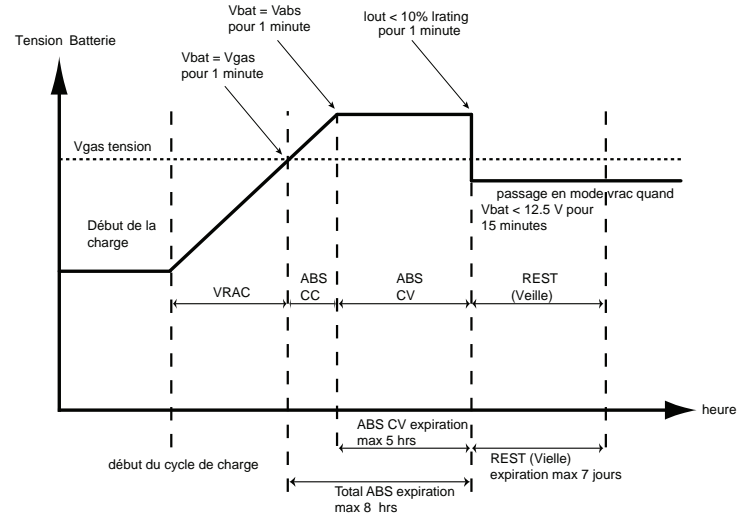 Vbat = Vabs
pour 1 minute
Iout < 10% Irating
pour 1 minute
Tension Batterie
Vbat = Vgas
pour 1 minute
Vgas tension
passage en mode vrac quand
Vbat < 12.5 V pour
15 minutes
Début de la
charge
VRAC
ABS
CC
ABS
CV
REST
(Veille)
heure
ABS CV expiration
max 5 hrs
début du cycle de charge
REST (Vielle)
expiration max 7 jours
Total ABS expiration
max 8 hrs